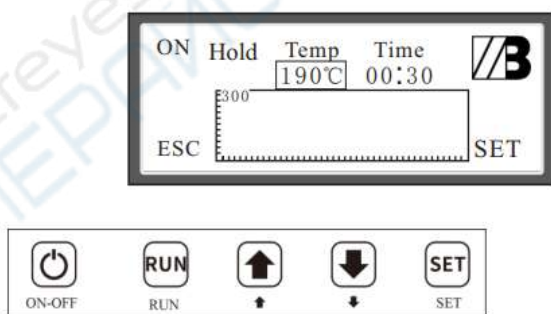 ON Hold Temp Time
190℃ 00:30
300
ESC SET
RUN SET
ON-OFF RUN SET